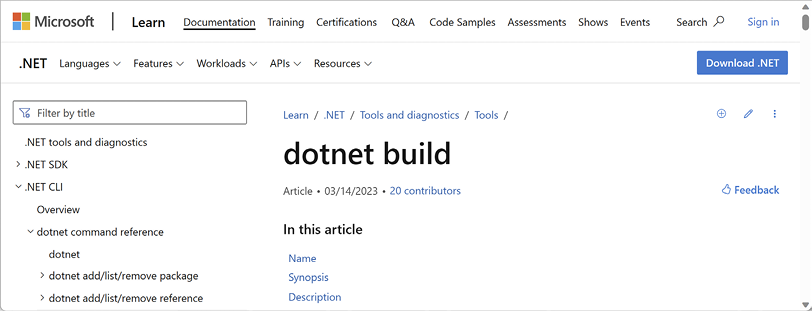 Microsoft Learn Documentation Training Certifications Q&A Code Samples Assessments Shows Events Search Sign in
.NET Languages Features Workloads APIs Resources Download .NET
Filter by title
.NET tools and diagnostics
.NET SDK
.NET CLI
Overview
dotnet command reference
dotnet
dotnet add/list/remove package
dotnet add/list/remove reference
Learn / .NET / Tools and diagnostics / Tools /
dotnet build
Article • 03/14/2023 • 20 contributors
Feedback
In this article
Name
Synopsis
Description